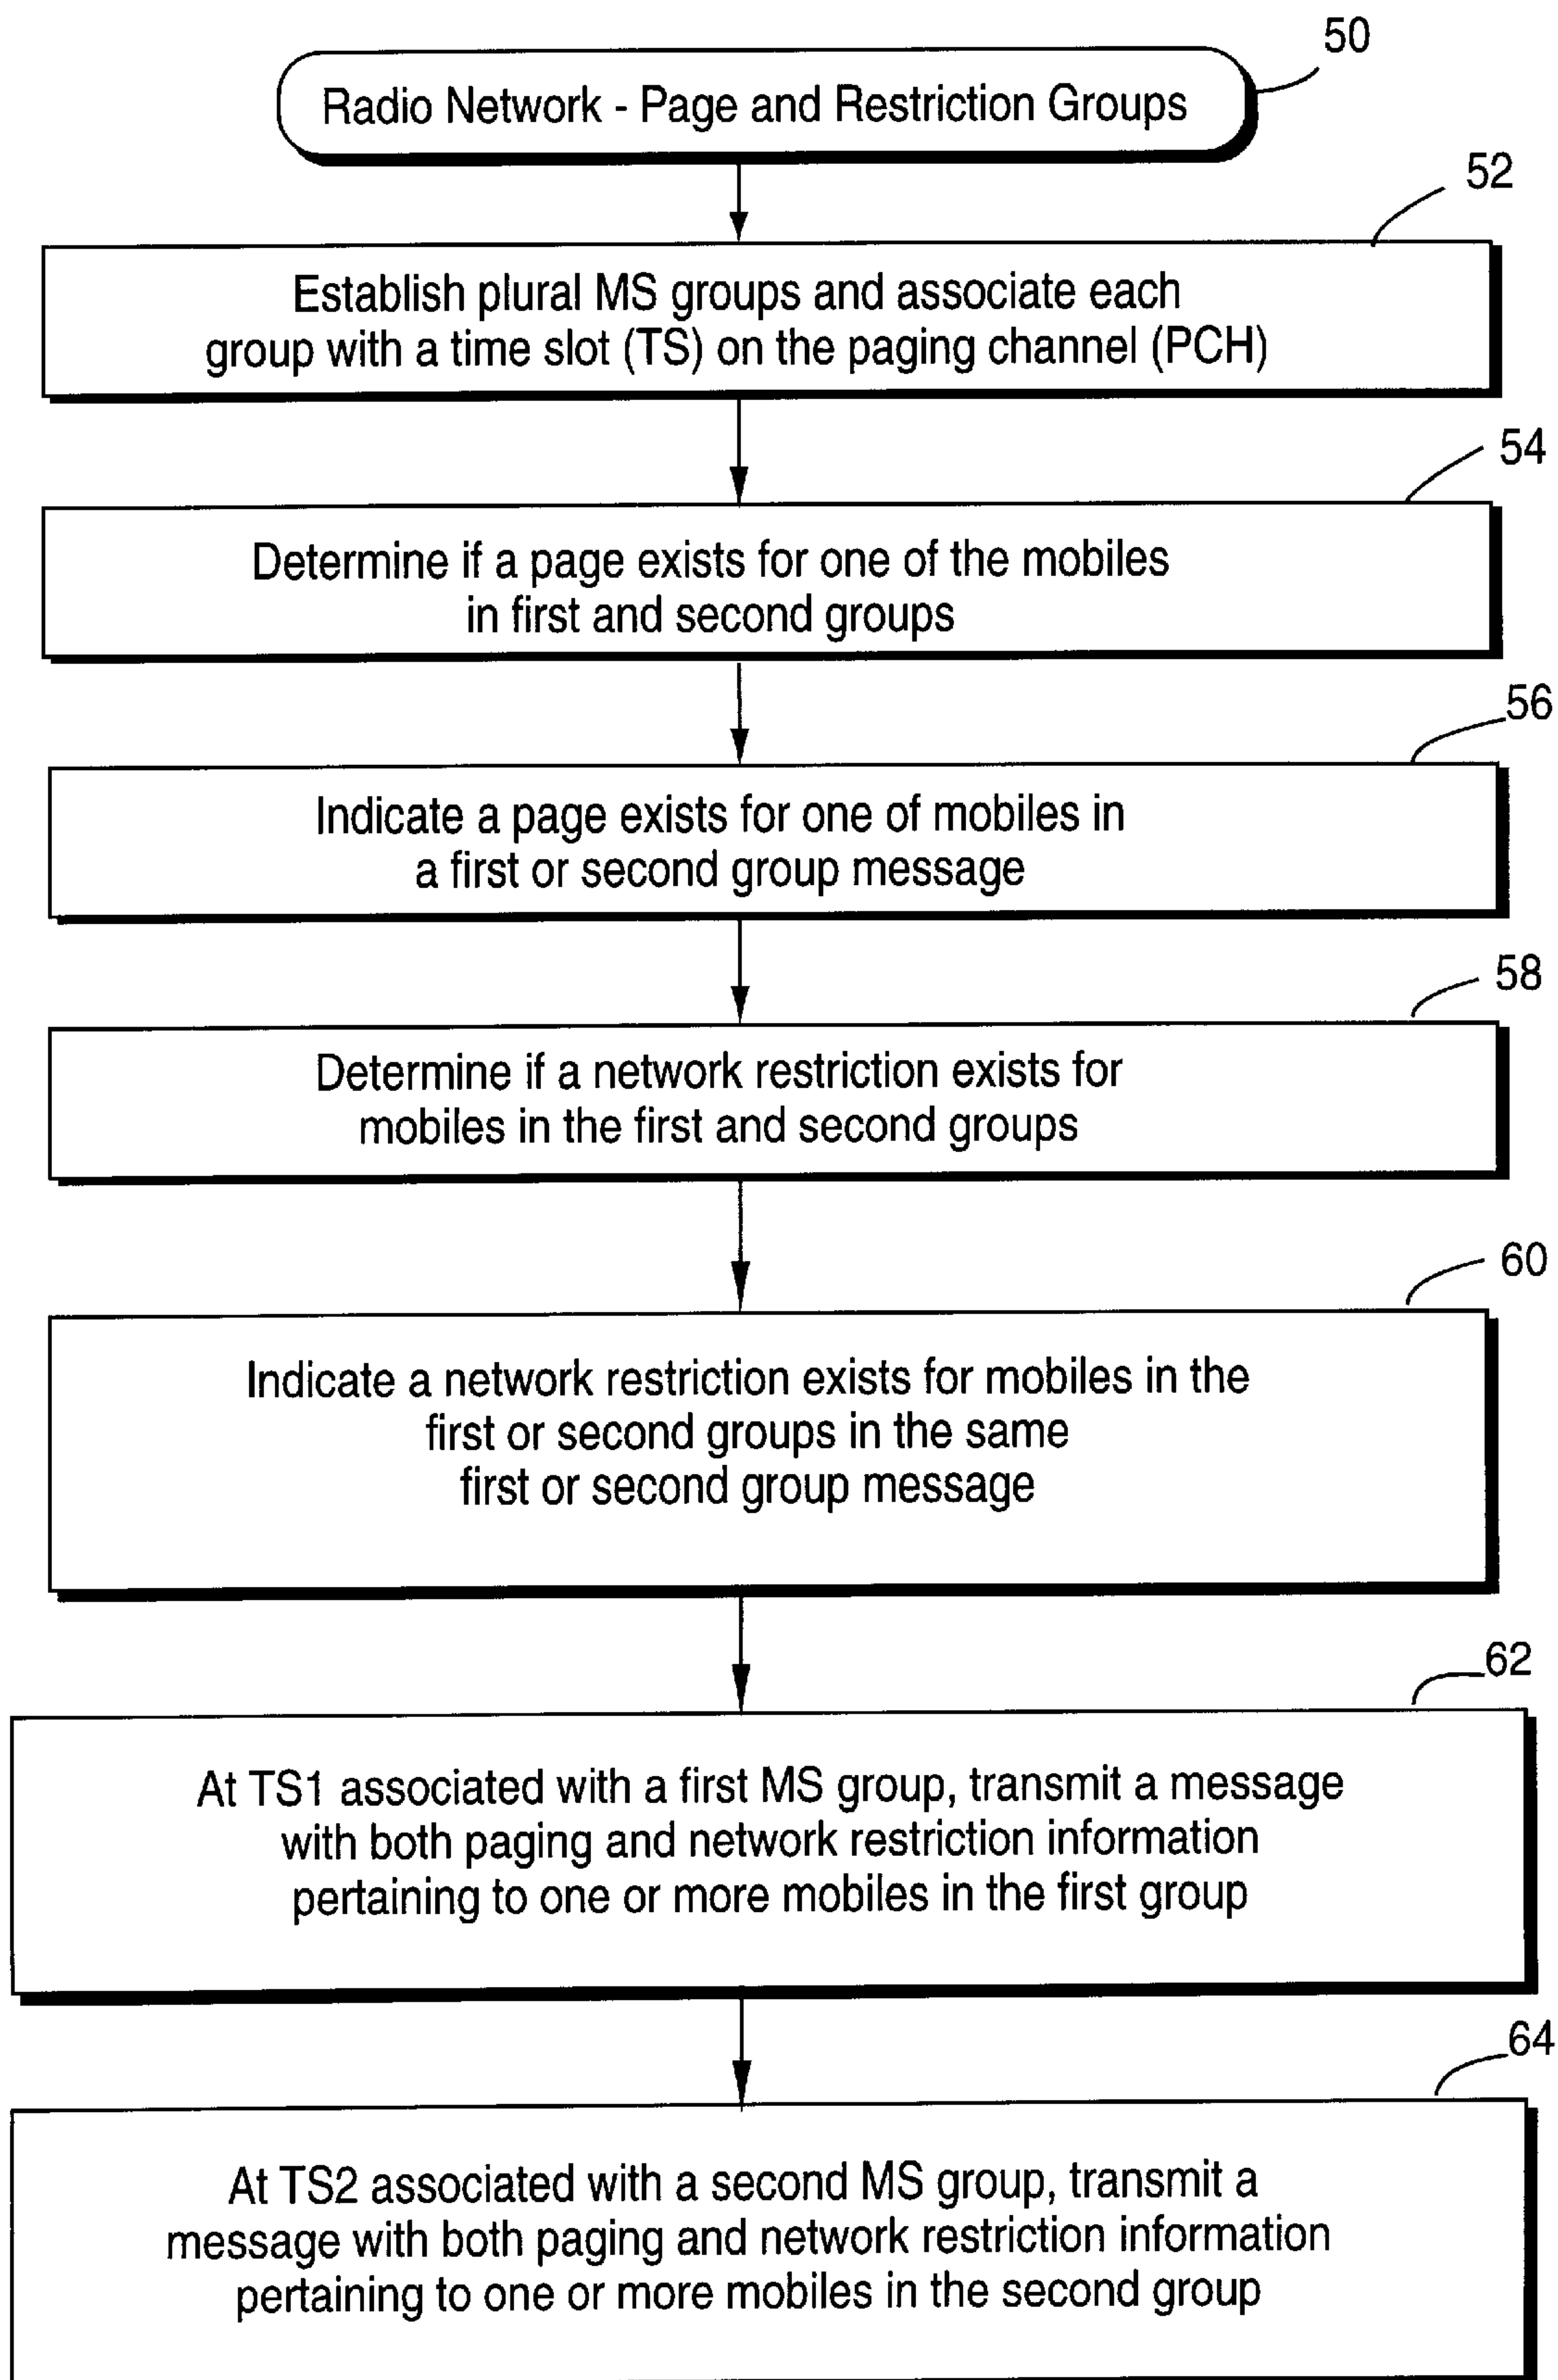 50
Radio Network - Page and Restriction Groups
52
Establish plural MS groups and associate each
group with a time slot (TS) on the paging channel (PCH)
54
Determine if a page exists for one of the mobiles
in first and second groups
56
Indicate a page exists for one of mobiles in
a first or second group message
58
Determine if a network restriction exists for
mobiles in the first and second groups
60
Indicate a network restriction exists for mobiles in the
first or second groups in the same
first or second group message
62
At TS1 associated with a first MS group, transmit a message
with both paging and network restriction information
pertaining to one or more mobiles in the first group
64
At TS2 associated with a second MS group, transmit a
message with both paging and network restriction information
pertaining to one or more mobiles in the second group